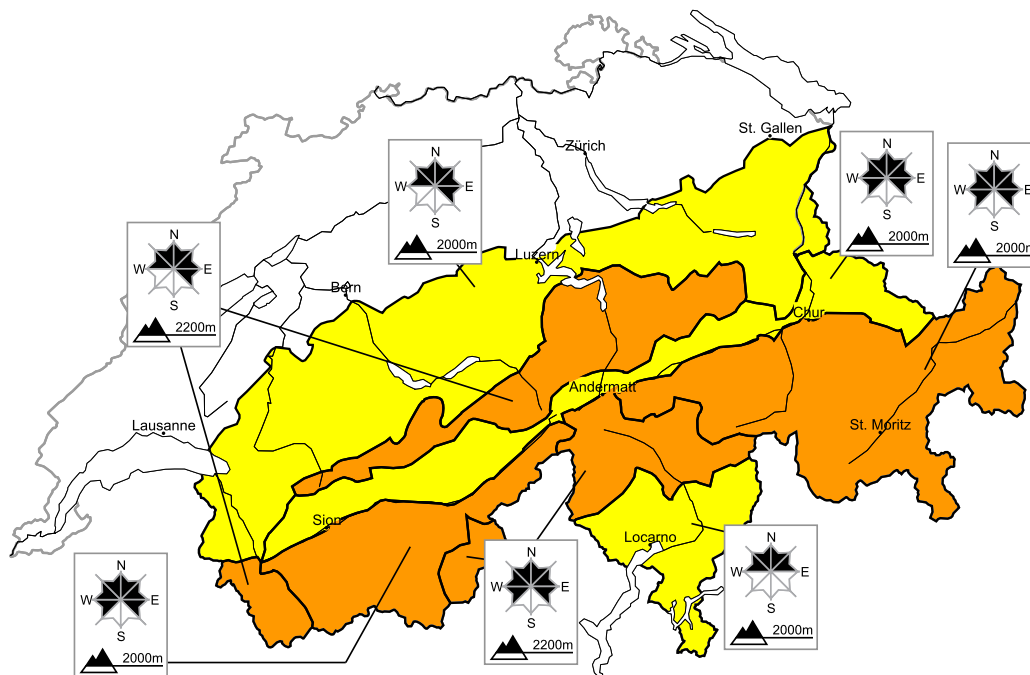 St. Gallen
Zürich
N
W E
S
2000m
N
W E
S
2000m
N
W E
S
2000m
Luzern
N
W E
S
2200m
Bern
Chur
Andermatt
Lausanne
St. Moritz
Sion
Locarno
N
W E
S
2000m
N
W E
S
2200m
N
W E
S
2000m